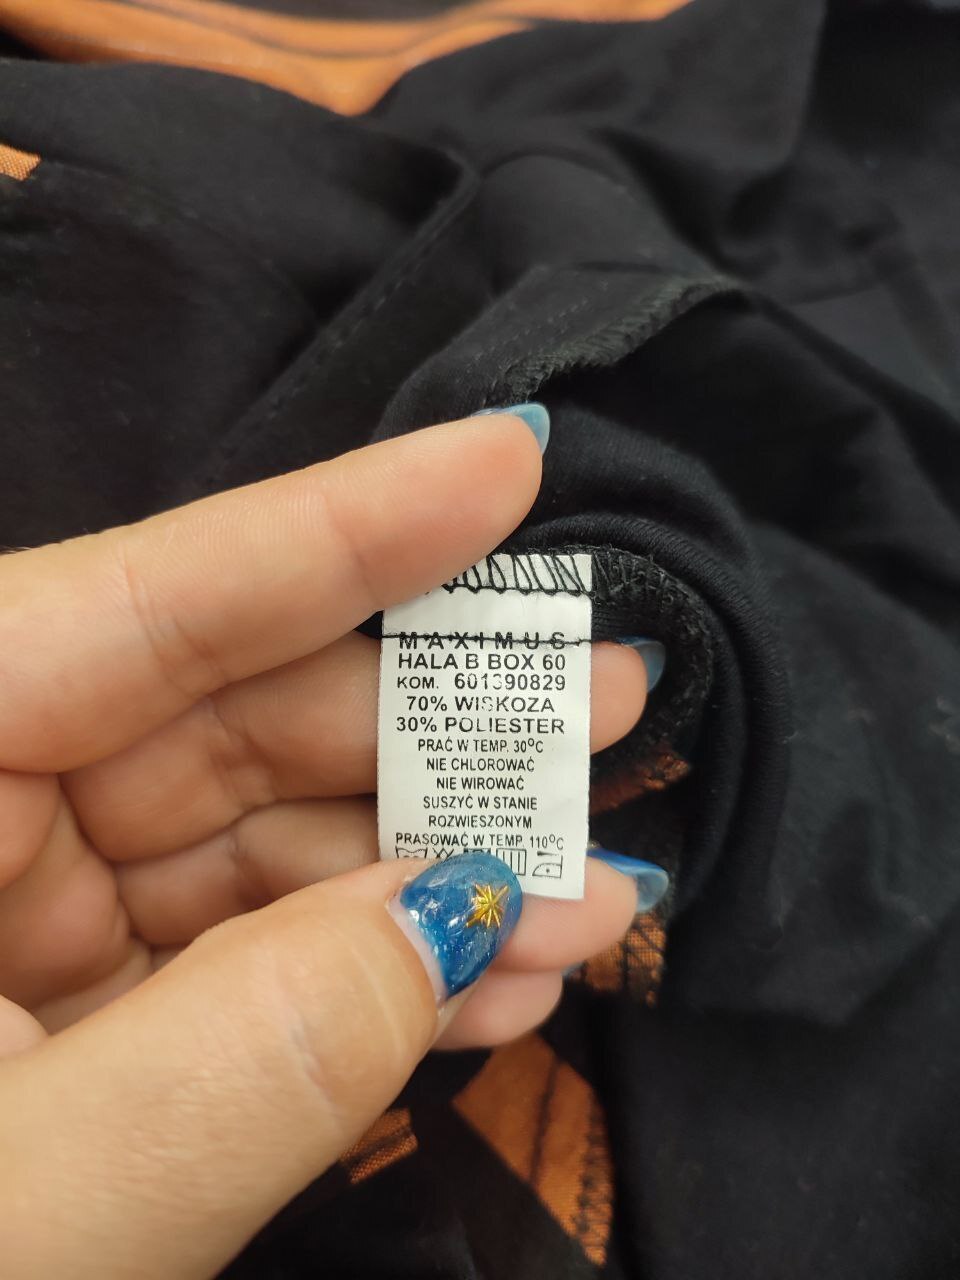 MAXIMUS
HALA B BOX 60
KOM. 601390829
70% WISKOZA
30% POLIESTER
PRAĆ W TEMP. 30°C
NIE CHLOROWAĆ
NIE WIROWAĆ
SUSZYĆ W STANIE
ROZWIESZONYM
PRASOWAĆ W TEMP. 110°C